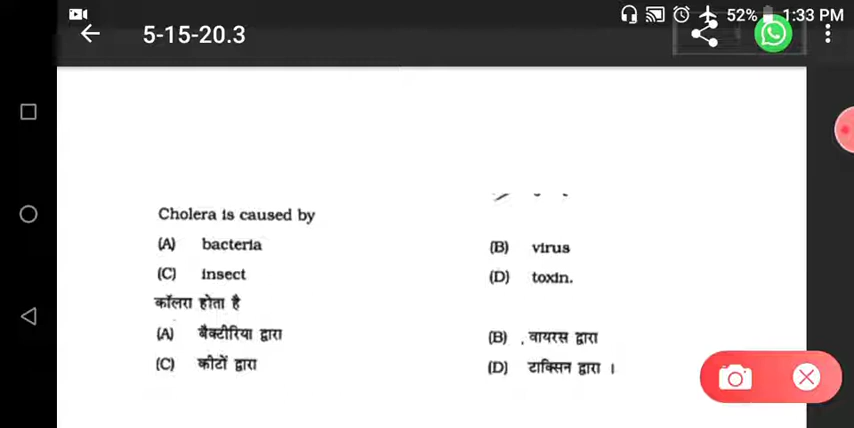 52% 1:33 PM
5-15-20.3
Cholera is caused by
(A) bacteria (B) virus
(C) insect (D) toxin.
कॉलरा होता है
(A) बैक्टीरिया द्वारा (B) वायरस द्वारा
(C) कीटों द्वारा (D) टाक्सिन द्वारा ।